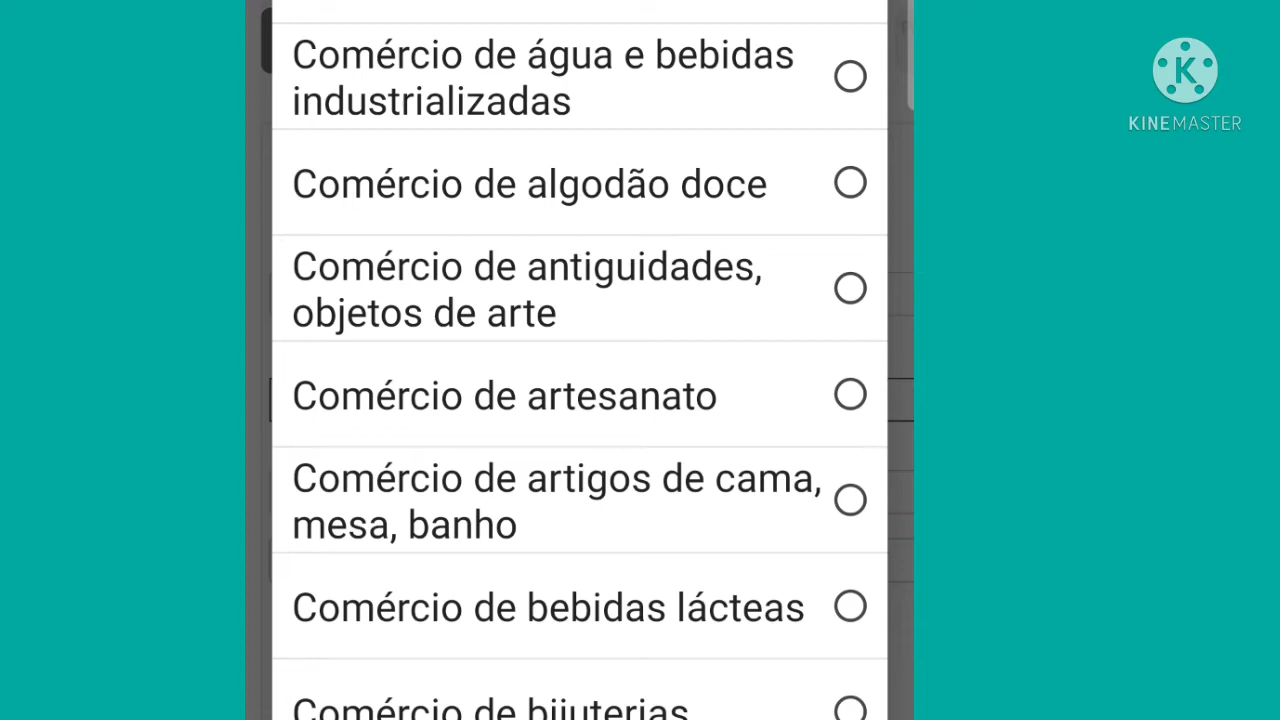 Comércio de água e bebidas
industrializadas
Comércio de algodão doce
Comércio de antiguidades,
objetos de arte
Comércio de artesanato
Comércio de artigos de cama,
mesa, banho
Comércio de bebidas lácteas
Comércio de bijuterias
K
KINEMASTER